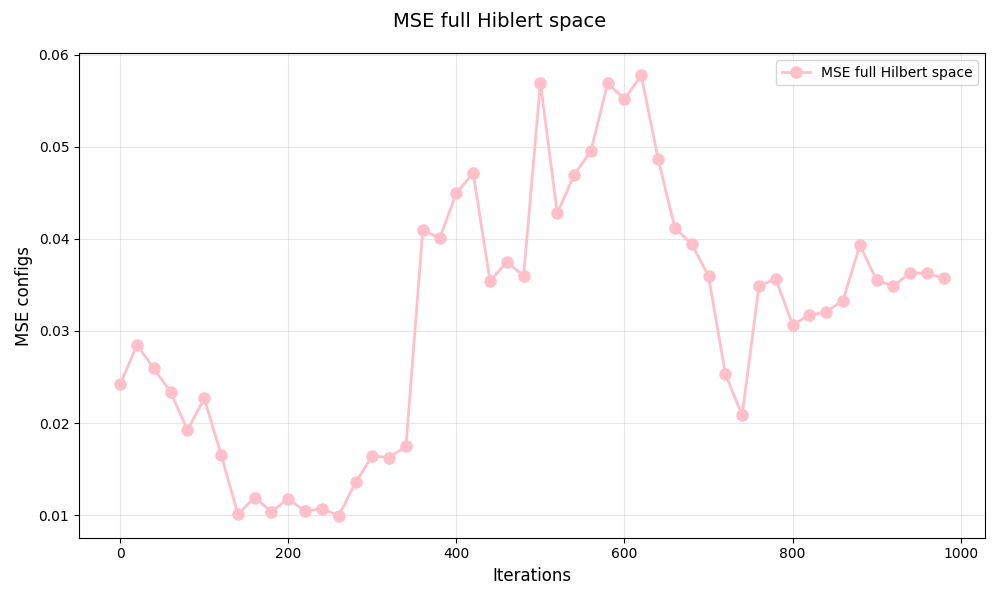 MSE full Hiblert space
MSE full Hilbert space
0.06
0.05
0.04
0.03
0.02
0.01
MSE configs
0 200 400 600 800 1000
Iterations